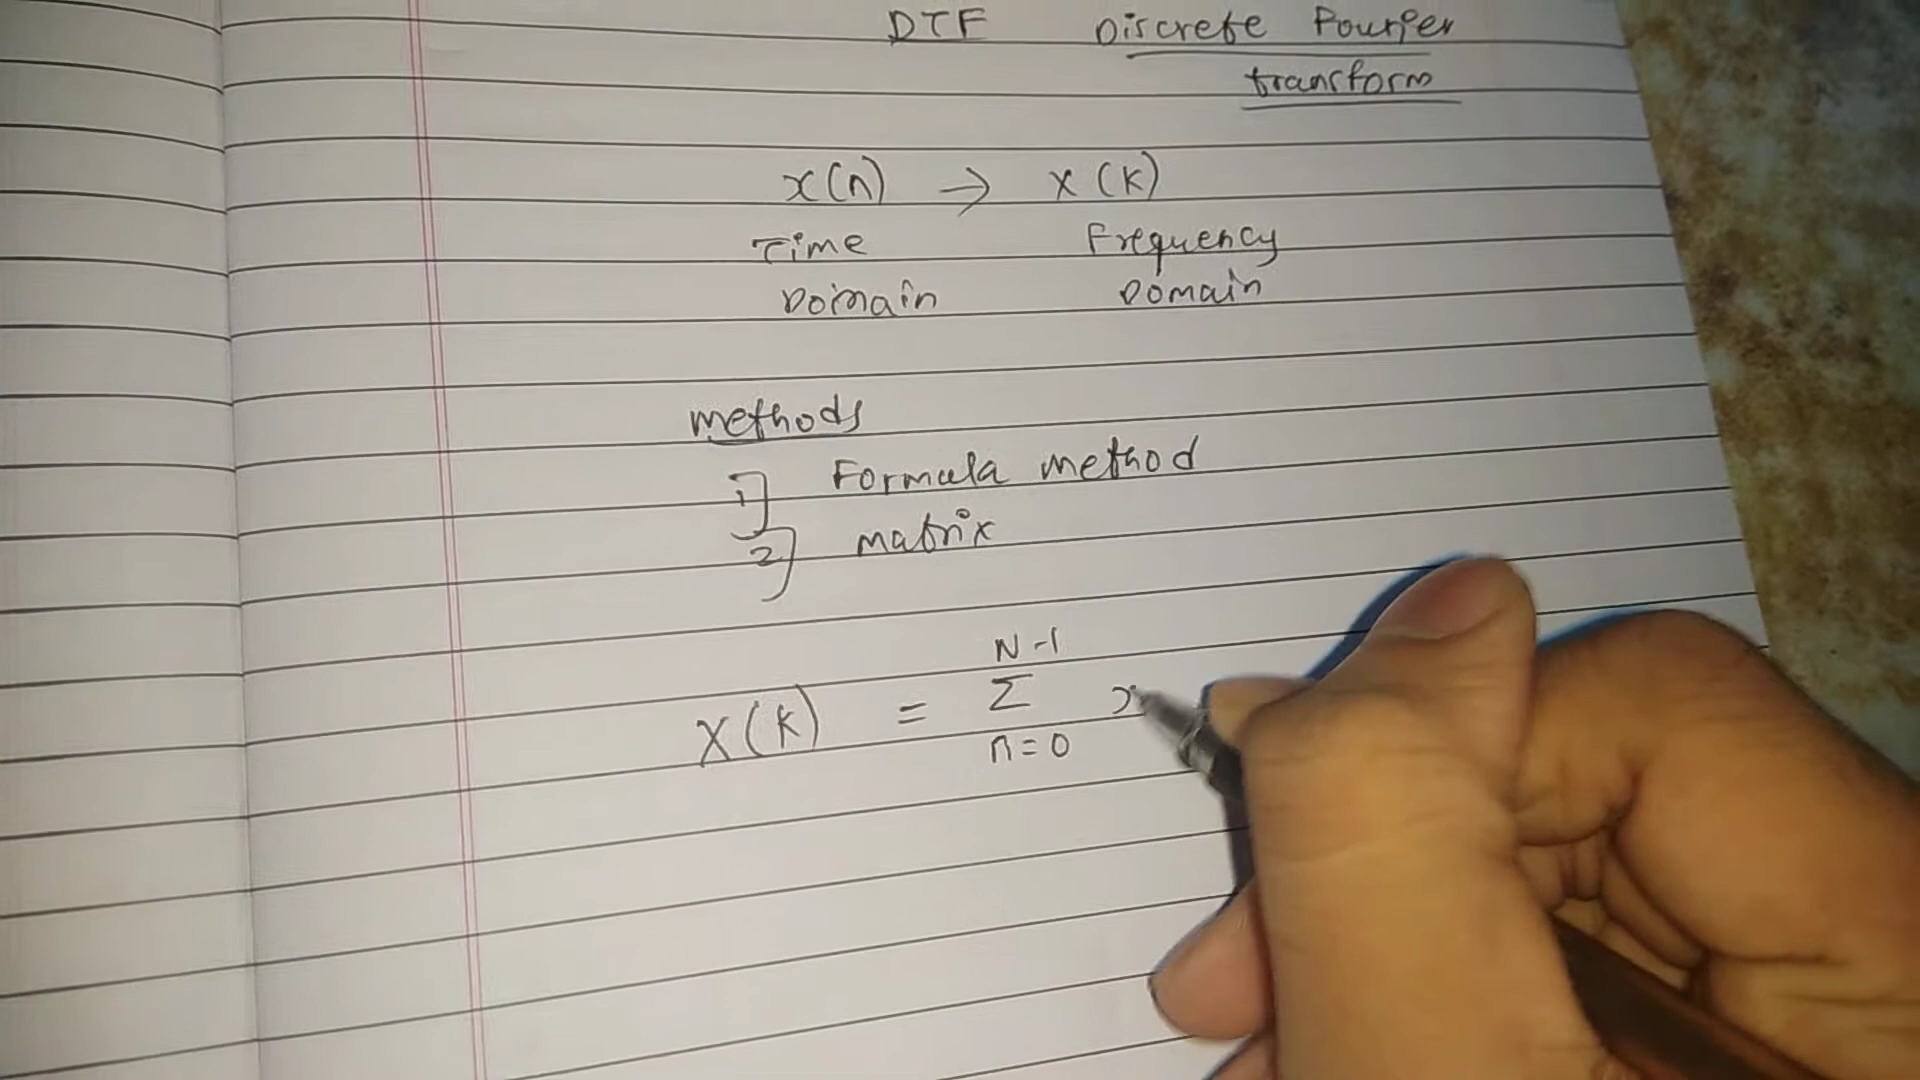 DTF Discrete Fourier
transform
x(n) → X(k)
Time Frequency
Domain Domain
methods
1) Formula method
2) matrix
N-1
X(k) = Σ x
n=0